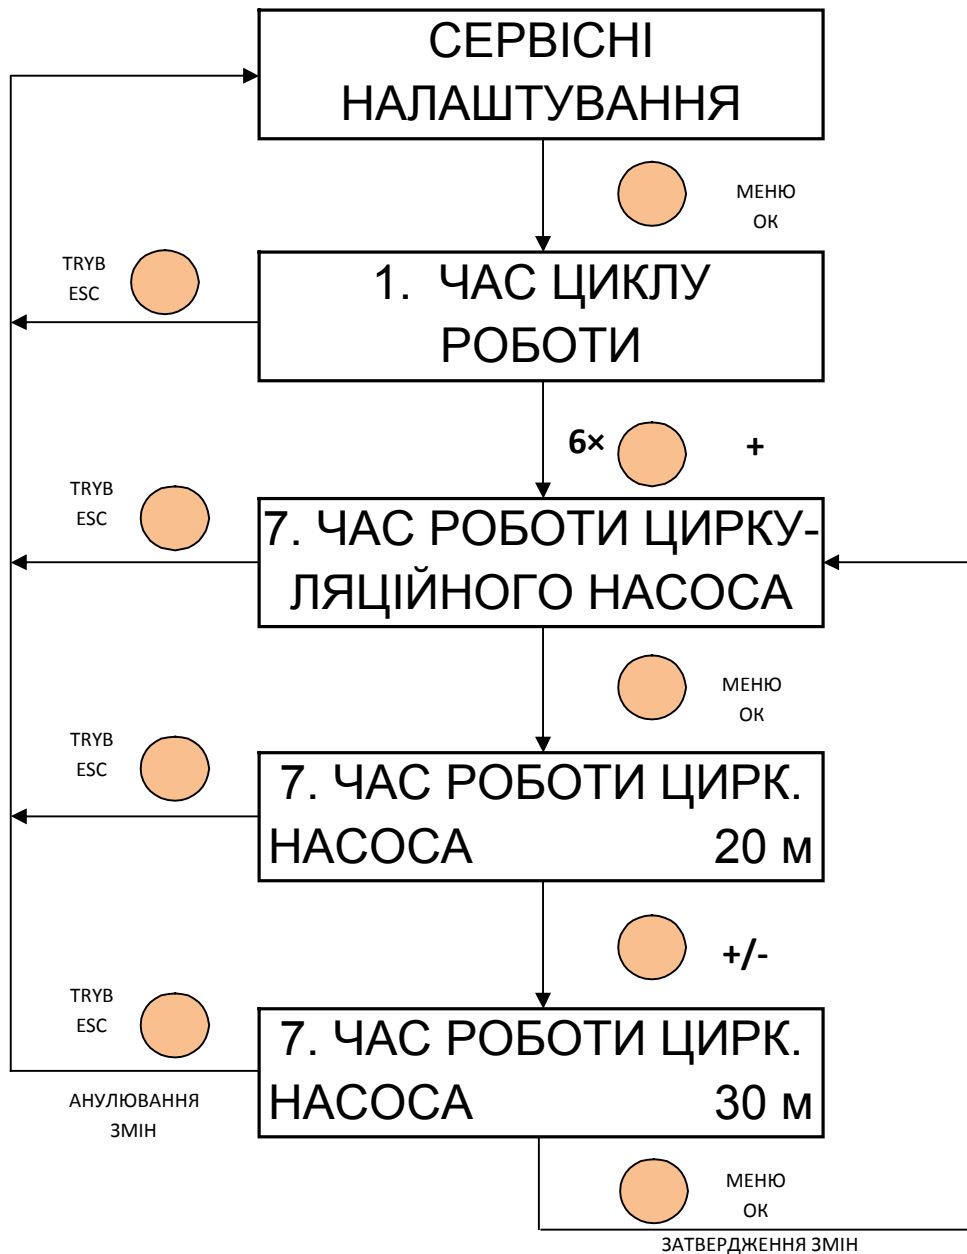 СЕРВІСНІ
НАЛАШТУВАННЯ
МЕНЮ
ОК
TRYB
ESC
1. ЧАС ЦИКЛУ
РОБОТИ
6× +
TRYB
ESC
7. ЧАС РОБОТИ ЦИРКУ-
ЛЯЦІЙНОГО НАСОСА
МЕНЮ
ОК
TRYB
ESC
7. ЧАС РОБОТИ ЦИРК.
НАСОСА 20 м
+/-
TRYB
ESC
7. ЧАС РОБОТИ ЦИРК.
НАСОСА 30 м
АНУЛЮВАННЯ
ЗМІН
МЕНЮ
ОК
ЗАТВЕРДЖЕННЯ ЗМІН